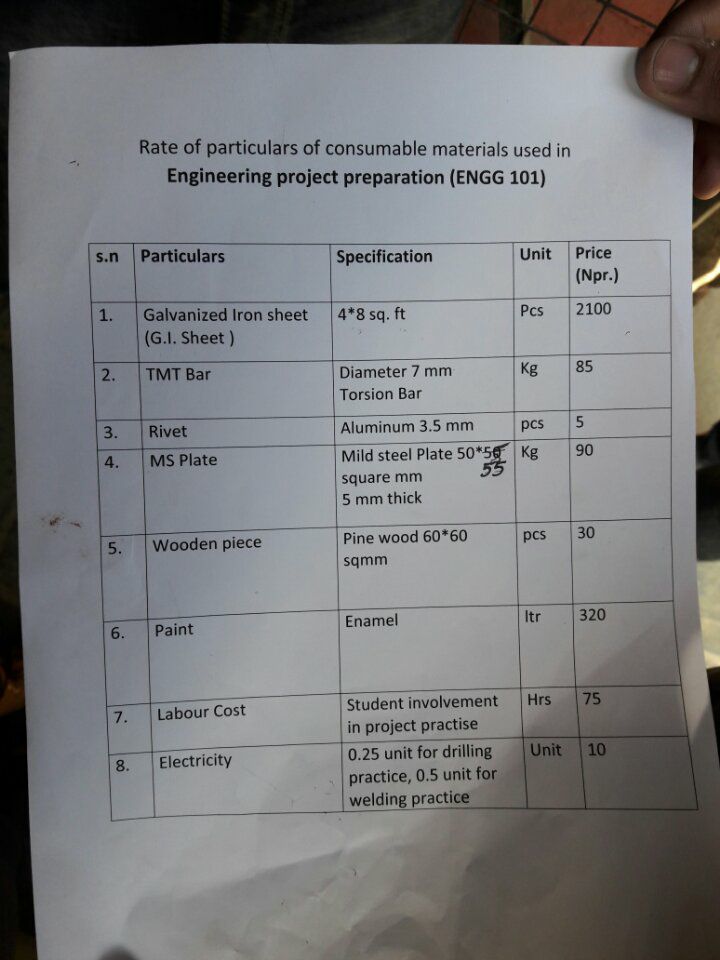 Rate of particulars of consumable materials used in
Engineering project preparation (ENGG 101)
s.n Particulars Specification Unit Price
(Npr.)
1. Galvanized Iron sheet 4*8 sq. ft Pcs 2100
(G.I. Sheet )
2. TMT Bar Diameter 7 mm Kg 85
Torsion Bar
3. Rivet Aluminum 3.5 mm pcs 5
4. MS Plate Mild steel Plate 50*50 Kg 90
55
square mm
5 mm thick
5. Wooden piece Pine wood 60*60 pcs 30
sqmm
6. Paint Enamel ltr 320
7. Labour Cost Student involvement Hrs 75
in project practise
8. Electricity 0.25 unit for drilling Unit 10
practice, 0.5 unit for
welding practice